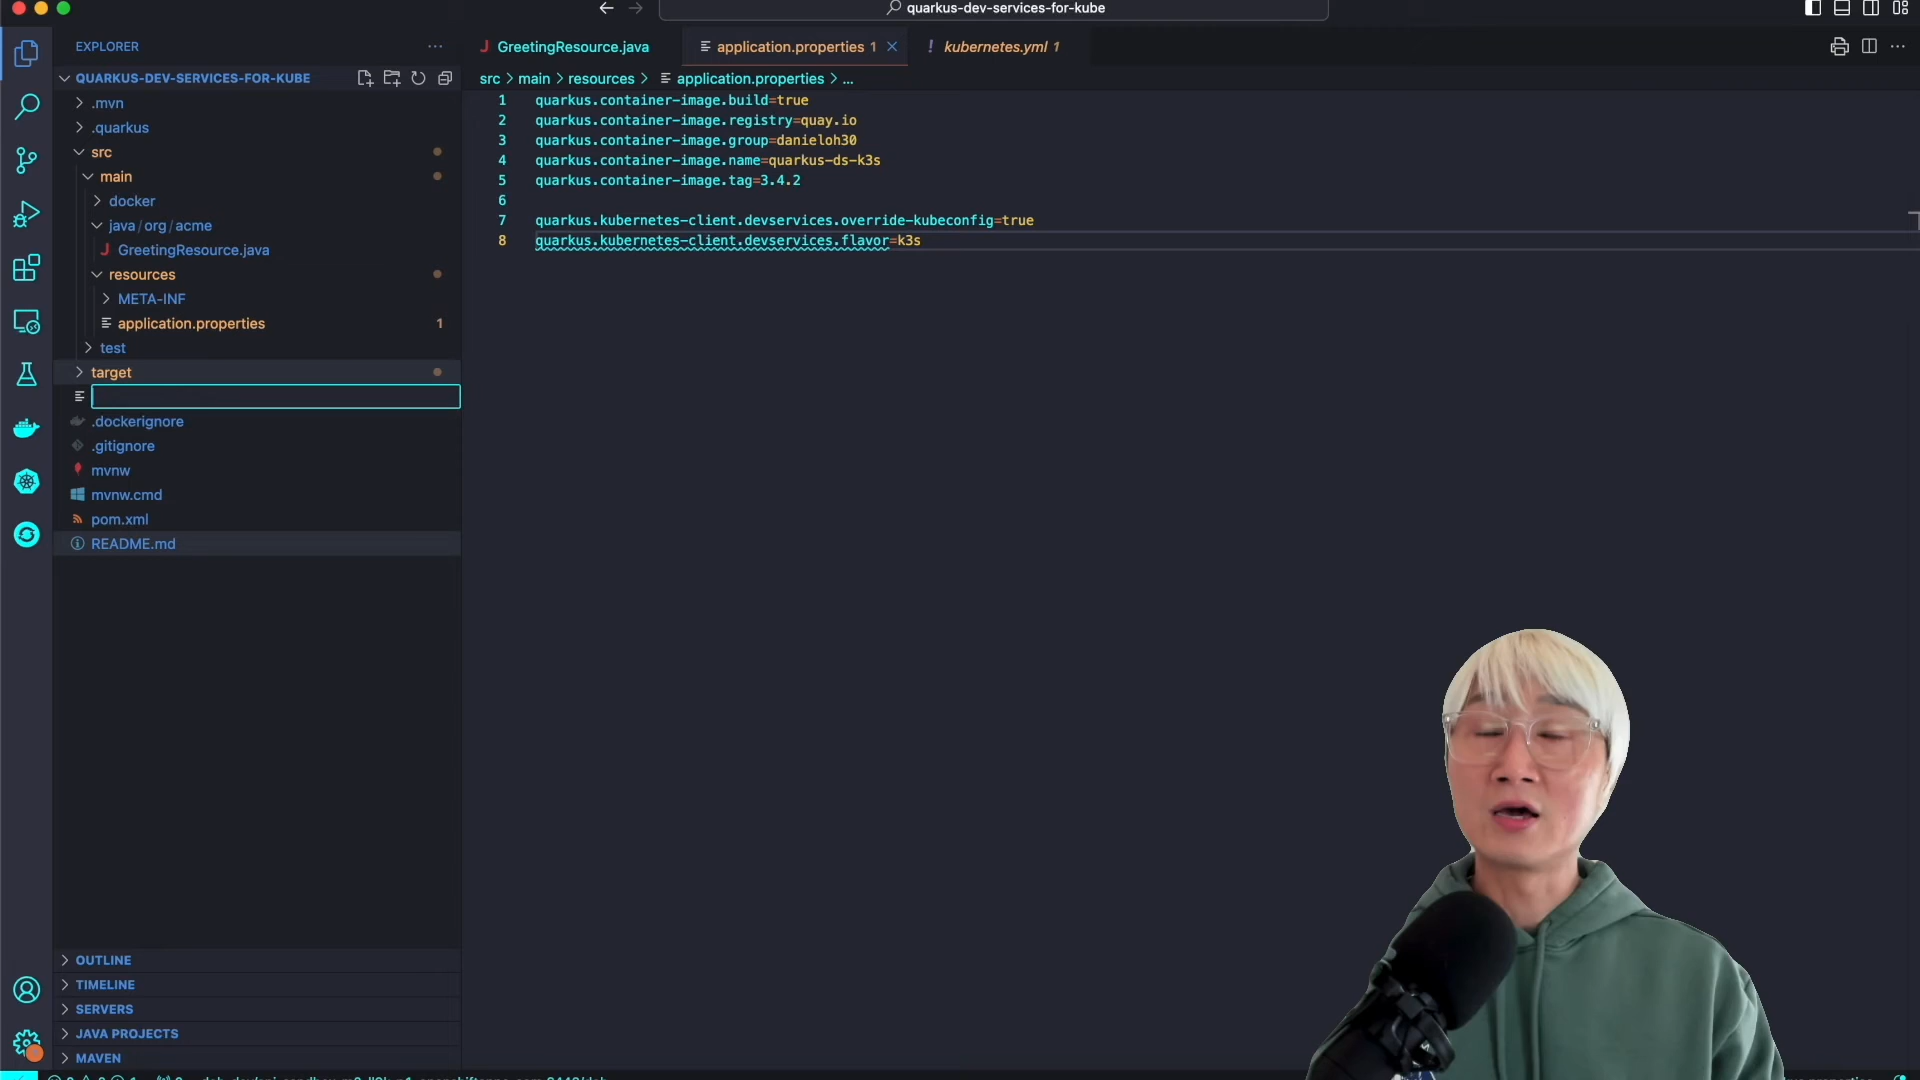 quarkus-dev-services-for-kube
EXPLORER
GreetingResource.java
application.properties 1
kubernetes.yml 1
QUARKUS-DEV-SERVICES-FOR-KUBE
src > main > resources > application.properties > ...
.mvn
.quarkus
src
main
docker
java/org/acme
GreetingResource.java
resources
META-INF
application.properties 1
test
target
.dockerignore
.gitignore
mvnw
mvnw.cmd
pom.xml
README.md
1 quarkus.container-image.build=true
2 quarkus.container-image.registry=quay.io
3 quarkus.container-image.group=danieloh30
4 quarkus.container-image.name=quarkus-ds-k3s
5 quarkus.container-image.tag=3.4.2
6
7 quarkus.kubernetes-client.devservices.override-kubeconfig=true
8 quarkus.kubernetes-client.devservices.flavor=k3s
OUTLINE
TIMELINE
SERVERS
JAVA PROJECTS
MAVEN